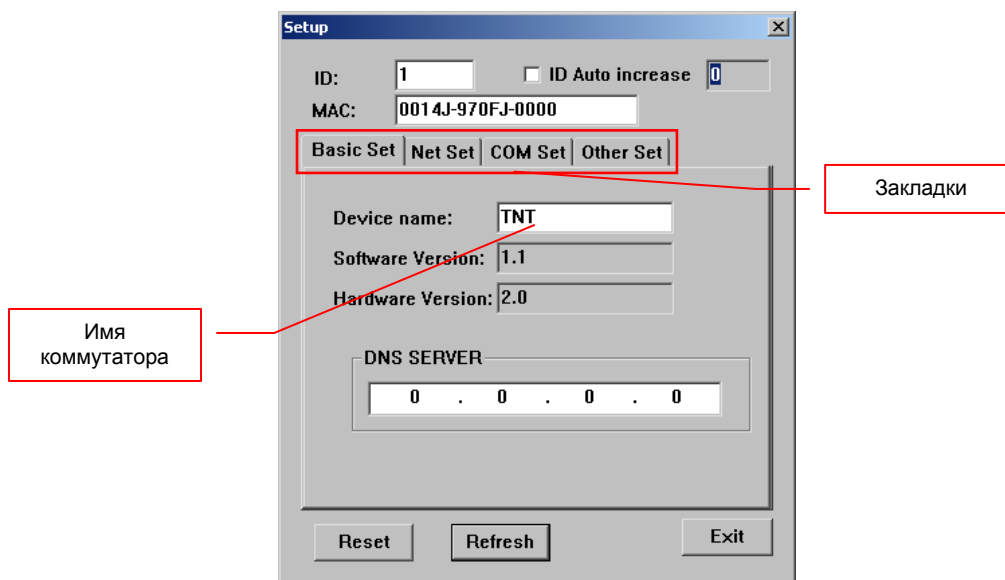 Setup
ID: 1 ID Auto increase 0
MAC: 0014J-970FJ-0000
Basic Set Net Set COM Set Other Set
Закладки
Device name: TNT
Software Version: 1.1
Hardware Version: 2.0
Имя
коммутатора
DNS SERVER
0 . 0 . 0 . 0
Reset Refresh Exit